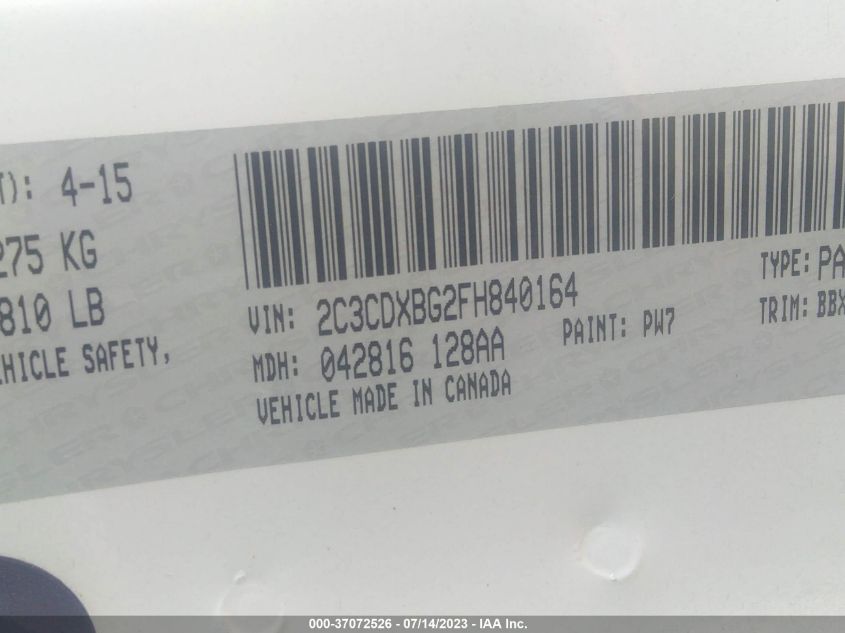 T): 4-15
275 KG
810 LB
EHICLE SAFETY,
VIN: 2C3CDXBG2FH840164
MDH: 042816 128AA
VEHICLE MADE IN CANADA
PAINT: PW7
TYPE: PA
TRIM: BBX
000-37072526 - 07/14/2023 - IAA Inc.